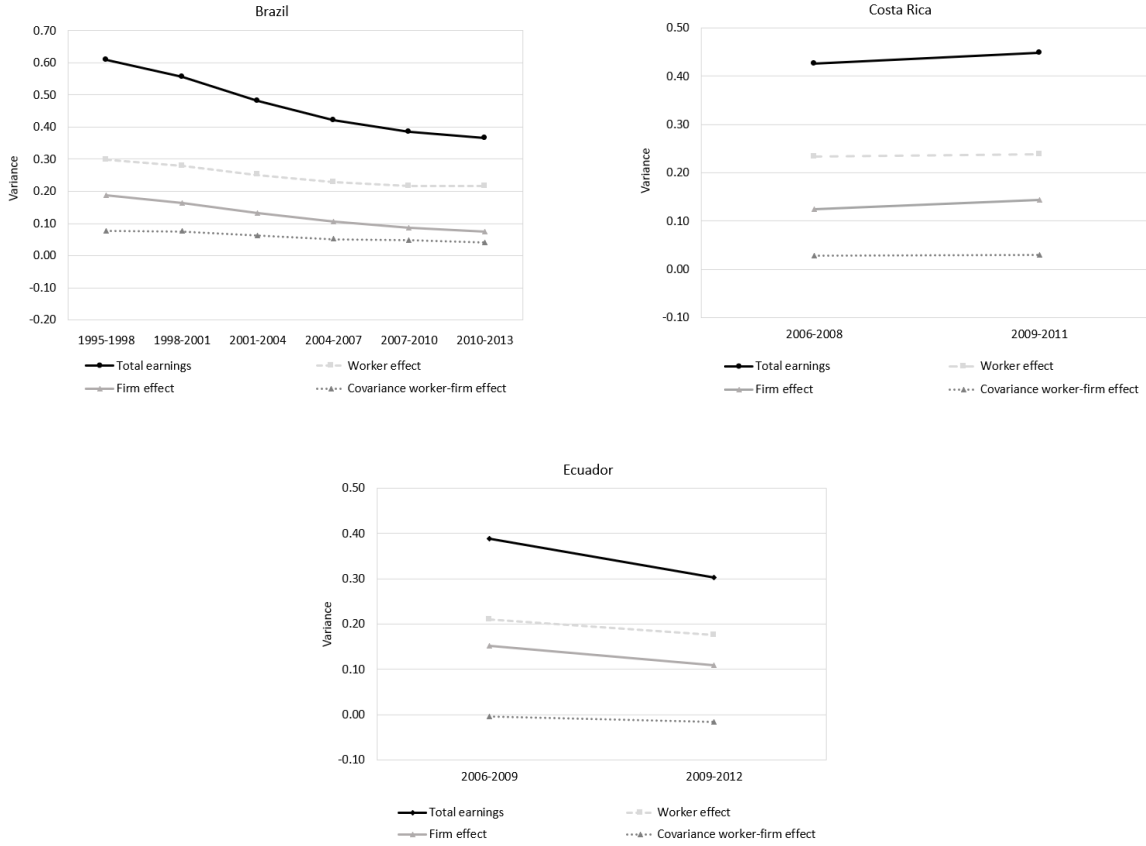 Brazil
0.70
0.60
0.50
0.40
0.30
0.20
0.10
0.00
-0.10
-0.20
Variance
1995-1998 1998-2001 2001-2004 2004-2007 2007-2010 2010-2013
Total earnings Worker effect
Firm effect Covariance worker-firm effect
Costa Rica
0.50
0.40
0.30
0.20
0.10
0.00
-0.10
Variance
2006-2008 2009-2011
Total earnings Worker effect
Firm effect Covariance worker-firm effect
Ecuador
0.50
0.40
0.30
0.20
0.10
0.00
-0.10
Variance
2006-2009 2009-2012
Total earnings Worker effect
Firm effect Covariance worker-firm effect